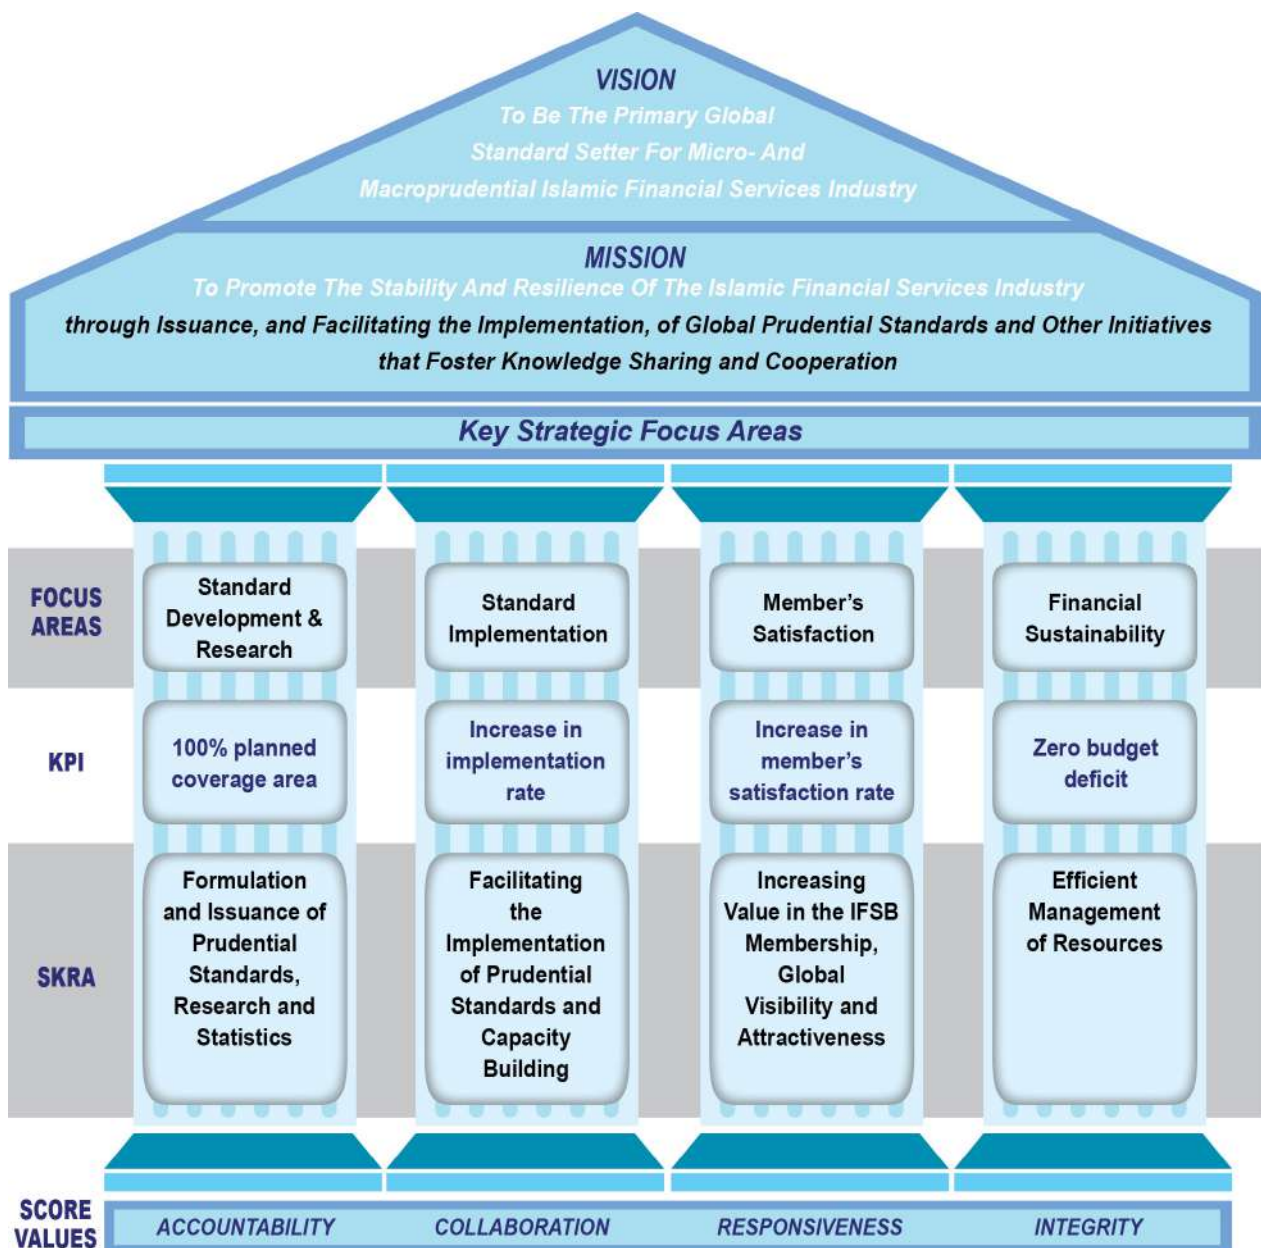 VISION
To Be The Primary Global
Standard Setter For Micro- And
Macroprudential Islamic Financial Services Industry
MISSION
To Promote The Stability And Resilience Of The Islamic Financial Services Industry
through Issuance, and Facilitating the Implementation, of Global Prudential Standards and Other Initiatives
that Foster Knowledge Sharing and Cooperation
Key Strategic Focus Areas
FOCUS
AREAS
Standard
Development &
Research
Standard
Implementation
Member's
Satisfaction
Financial
Sustainability
KPI
100% planned
coverage area
Increase in
implementation
rate
Increase in
member's
satisfaction rate
Zero budget
deficit
SKRA
Formulation
and Issuance of
Prudential
Standards,
Research and
Statistics
Facilitating
the
Implementation
of Prudential
Standards and
Capacity
Building
Increasing
Value in the IFSB
Membership,
Global
Visibility and
Attractiveness
Efficient
Management
of Resources
SCORE
VALUES
ACCOUNTABILITY
COLLABORATION
RESPONSIVENESS
INTEGRITY